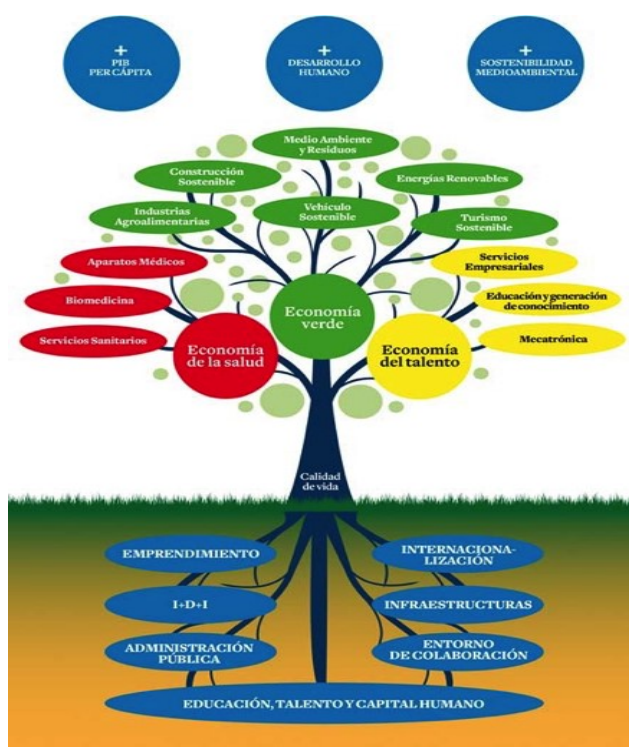 +
PIB
PER CÁPITA
+
DESARROLLO
HUMANO
+
SOSTENIBILIDAD
MEDIOAMBIENTAL
Medio Ambiente
y Residuos
Construcción
Sostenible
Energías Renovables
Industrias
Agroalimentarias
Vehículo
Sostenible
Turismo
Sostenible
Aparatos Médicos
Servicios
Empresariales
Biomedicina
Educación y generación
de conocimiento
Servicios Sanitarios
Mecatrónica
Economía
verde
Economía
de la salud
Economía
del talento
Calidad
de vida
EMPRENDIMIENTO
INTERNACIONA-
LIZACIÓN
I+D+I
INFRAESTRUCTURAS
ADMINISTRACIÓN
PÚBLICA
ENTORNO
DE COLABORACIÓN
EDUCACIÓN, TALENTO Y CAPITAL HUMANO